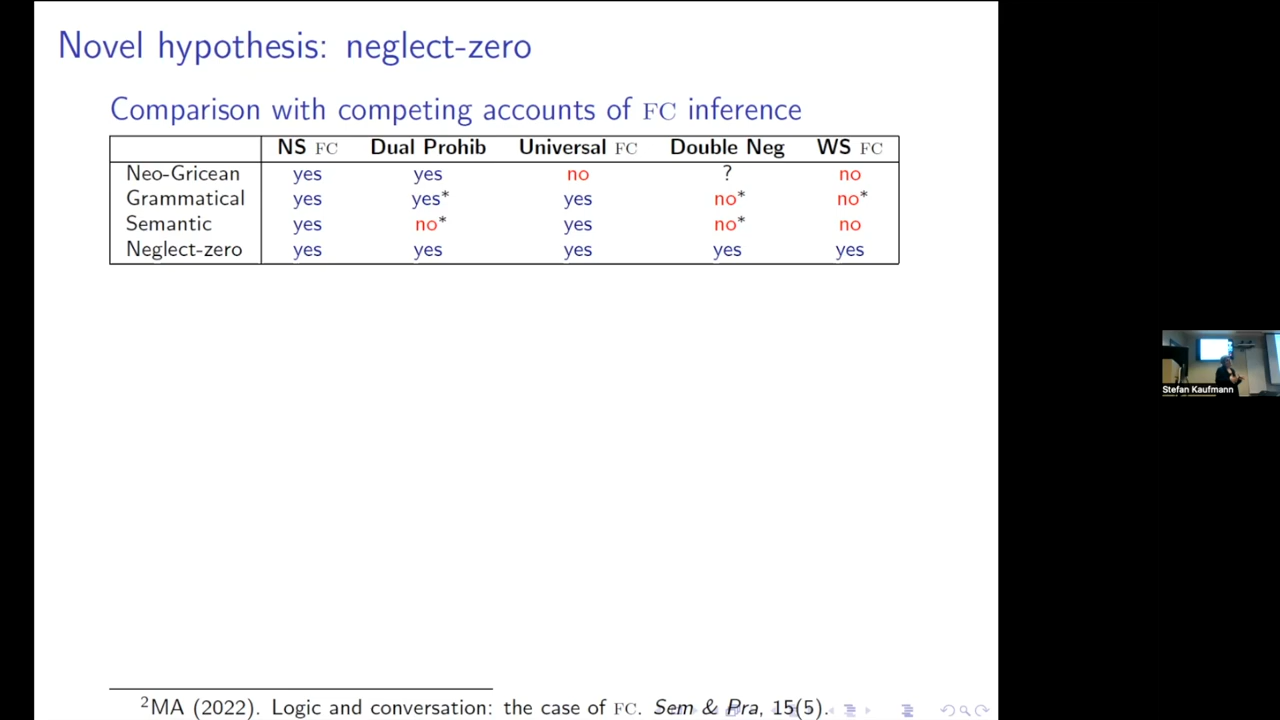 Novel hypothesis: neglect-zero
Comparison with competing accounts of FC inference
NS FC Dual Prohib Universal FC Double Neg WS FC
Neo-Gricean yes yes no ? no
Grammatical yes yes* yes no* no*
Semantic yes no* yes no* no
Neglect-zero yes yes yes yes yes
Stefan Kaufmann
2MA (2022). Logic and conversation: the case of FC. Sem & Pra, 15(5).